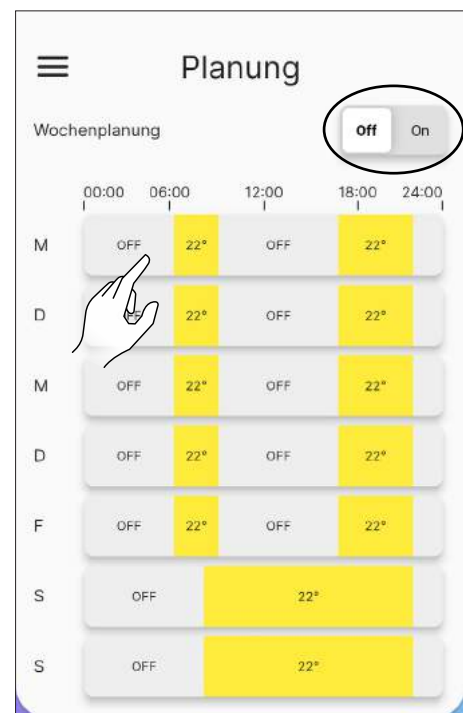 Planung
Wochenplanung Off On
00:00 06:00 12:00 18:00 24:00
M OFF 22° OFF 22°
D OFF 22° OFF 22°
M OFF 22° OFF 22°
D OFF 22° OFF 22°
F OFF 22° OFF 22°
S OFF 22°
S OFF 22°